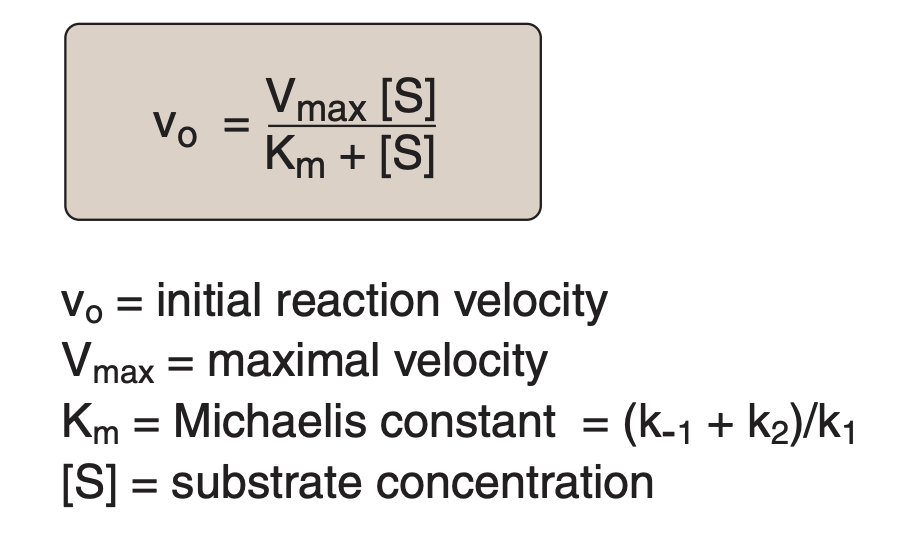 vₒ = Vmax [S]
Km + [S]
vₒ = initial reaction velocity
Vmax = maximal velocity
Km = Michaelis constant = (k-1 + k2)/k1
[S] = substrate concentration